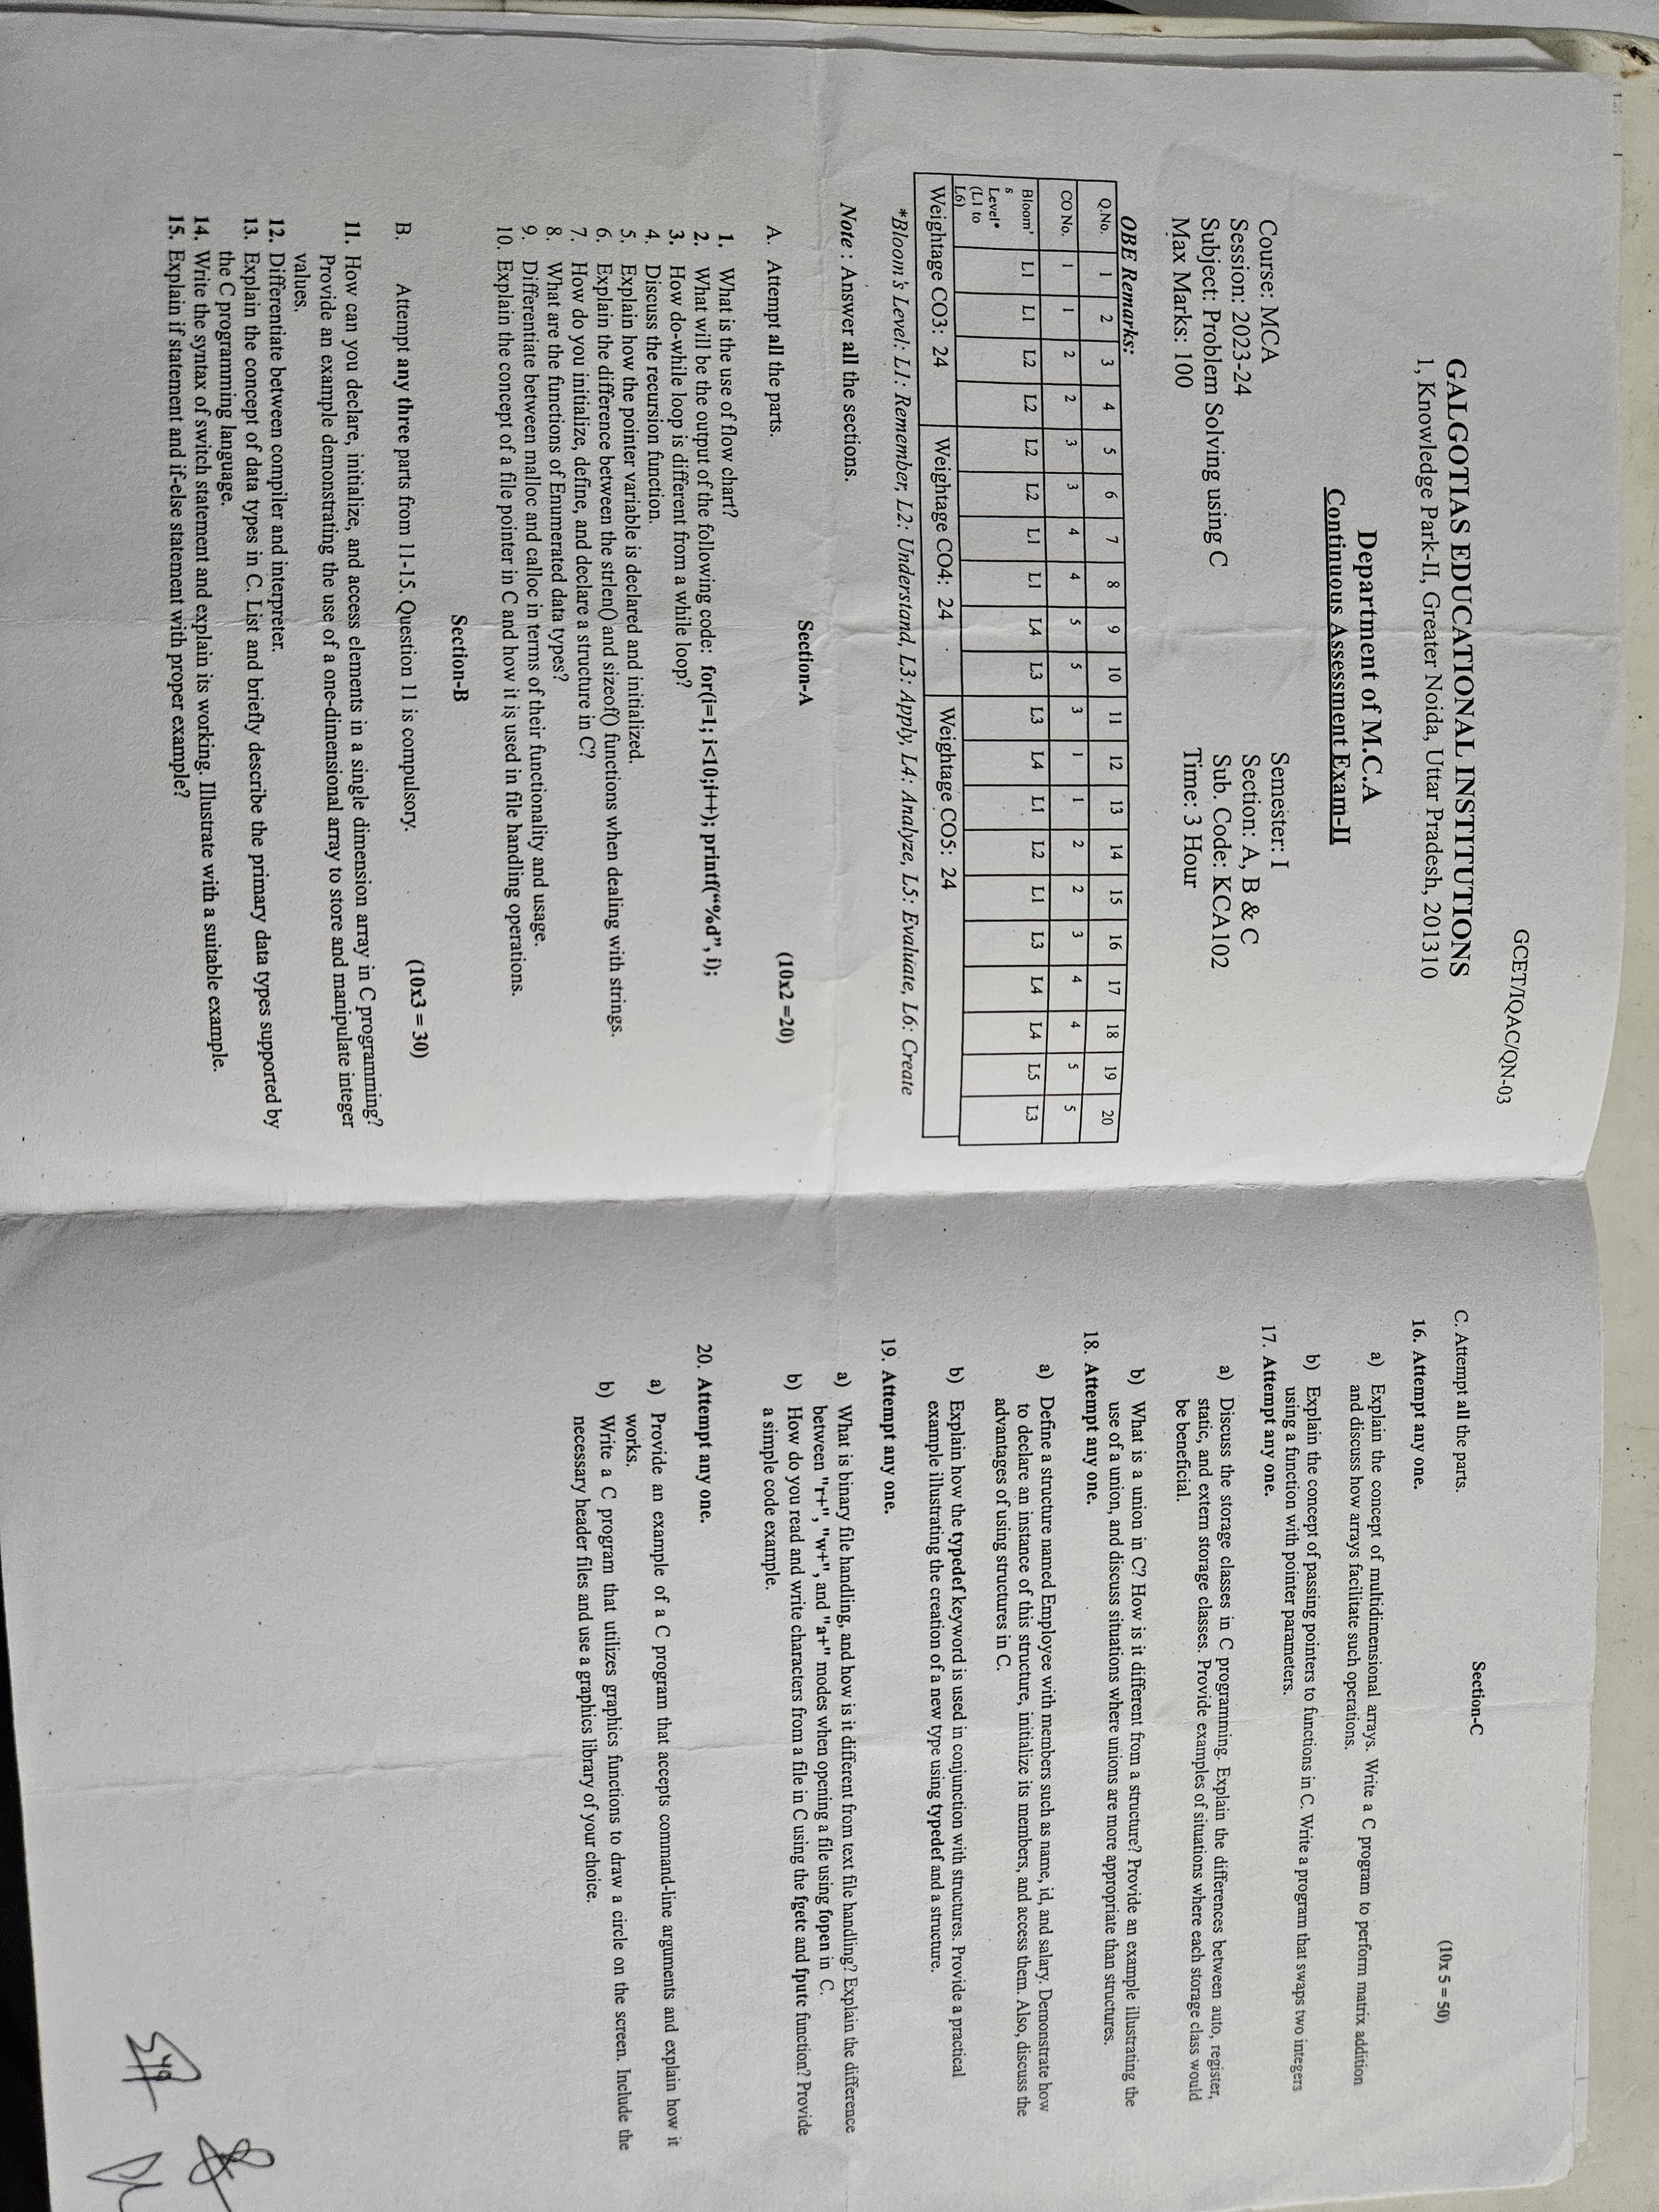 GCET/IQAC/QN-03
GALGOTIAS EDUCATIONAL INSTITUTIONS
1, Knowledge Park-II, Greater Noida, Uttar Pradesh, 201310
Department of M.C.A
Continuous Assessment Exam-II
Course: MCA Semester: I
Session: 2023-24 Section: A, B & C
Subject: Problem Solving using C Sub. Code: KCA102
Max Marks: 100 Time: 3 Hour
OBE Remarks:
Q.No. 1 2 3 4 5 6 7 8 9 10 11 12 13 14 15 16 17 18 19 20
CO No. 1 1 2 2 3 3 4 4 5 5 3 1 1 2 2 3 4 4 5 5
Bloom' L1 L1 L2 L2 L2 L2 L1 L1 L4 L3 L3 L4 L1 L2 L1 L3 L4 L4 L5 L3
s
Level*
(L1 to
L6)
Weightage CO3: 24 Weightage CO4: 24 Weightage CO5: 24
*Bloom's Level: L1: Remember, L2: Understand, L3: Apply, L4: Analyze, L5: Evaluate, L6: Create
Note : Answer all the sections.
Section-A
A. Attempt all the parts. (10x2 =20)
1. What is the use of flow chart?
2. What will be the output of the following code: for(i=1; i<10;i++); printf(“%d”, i);
3. How do-while loop is different from a while loop?
4. Discuss the recursion function.
5. Explain how the pointer variable is declared and initialized.
6. Explain the difference between the strlen() and sizeof() functions when dealing with strings.
7. How do you initialize, define, and declare a structure in C?
8. What are the functions of Enumerated data types?
9. Differentiate between malloc and calloc in terms of their functionality and usage.
10. Explain the concept of a file pointer in C and how it is used in file handling operations.
Section-B
B. Attempt any three parts from 11-15. Question 11 is compulsory. (10x3 = 30)
11. How can you declare, initialize, and access elements in a single dimension array in C programming?
Provide an example demonstrating the use of a one-dimensional array to store and manipulate integer
values.
12. Differentiate between compiler and interpreter.
13. Explain the concept of data types in C. List and briefly describe the primary data types supported by
the C programming language.
14. Write the syntax of switch statement and explain its working. Illustrate with a suitable example.
15. Explain if statement and if-else statement with proper example?
Section-C
C. Attempt all the parts. (10x 5 = 50)
16. Attempt any one.
a) Explain the concept of multidimensional arrays. Write a C program to perform matrix addition
and discuss how arrays facilitate such operations.
b) Explain the concept of passing pointers to functions in C. Write a program that swaps two integers
using a function with pointer parameters.
17. Attempt any one.
a) Discuss the storage classes in C programming. Explain the differences between auto, register,
static, and extern storage classes. Provide examples of situations where each storage class would
be beneficial.
b) What is a union in C? How is it different from a structure? Provide an example illustrating the
use of a union, and discuss situations where unions are more appropriate than structures.
18. Attempt any one.
a) Define a structure named Employee with members such as name, id, and salary. Demonstrate how
to declare an instance of this structure, initialize its members, and access them. Also, discuss the
advantages of using structures in C.
b) Explain how the typedef keyword is used in conjunction with structures. Provide a practical
example illustrating the creation of a new type using typedef and a structure.
19. Attempt any one.
a) What is binary file handling, and how is it different from text file handling? Explain the difference
between "r+", "w+", and "a+" modes when opening a file using fopen in C.
b) How do you read and write characters from a file in C using the fgetc and fputc function? Provide
a simple code example.
20. Attempt any one.
a) Provide an example of a C program that accepts command-line arguments and explain how it
works.
b) Write a C program that utilizes graphics functions to draw a circle on the screen. Include the
necessary header files and use a graphics library of your choice.